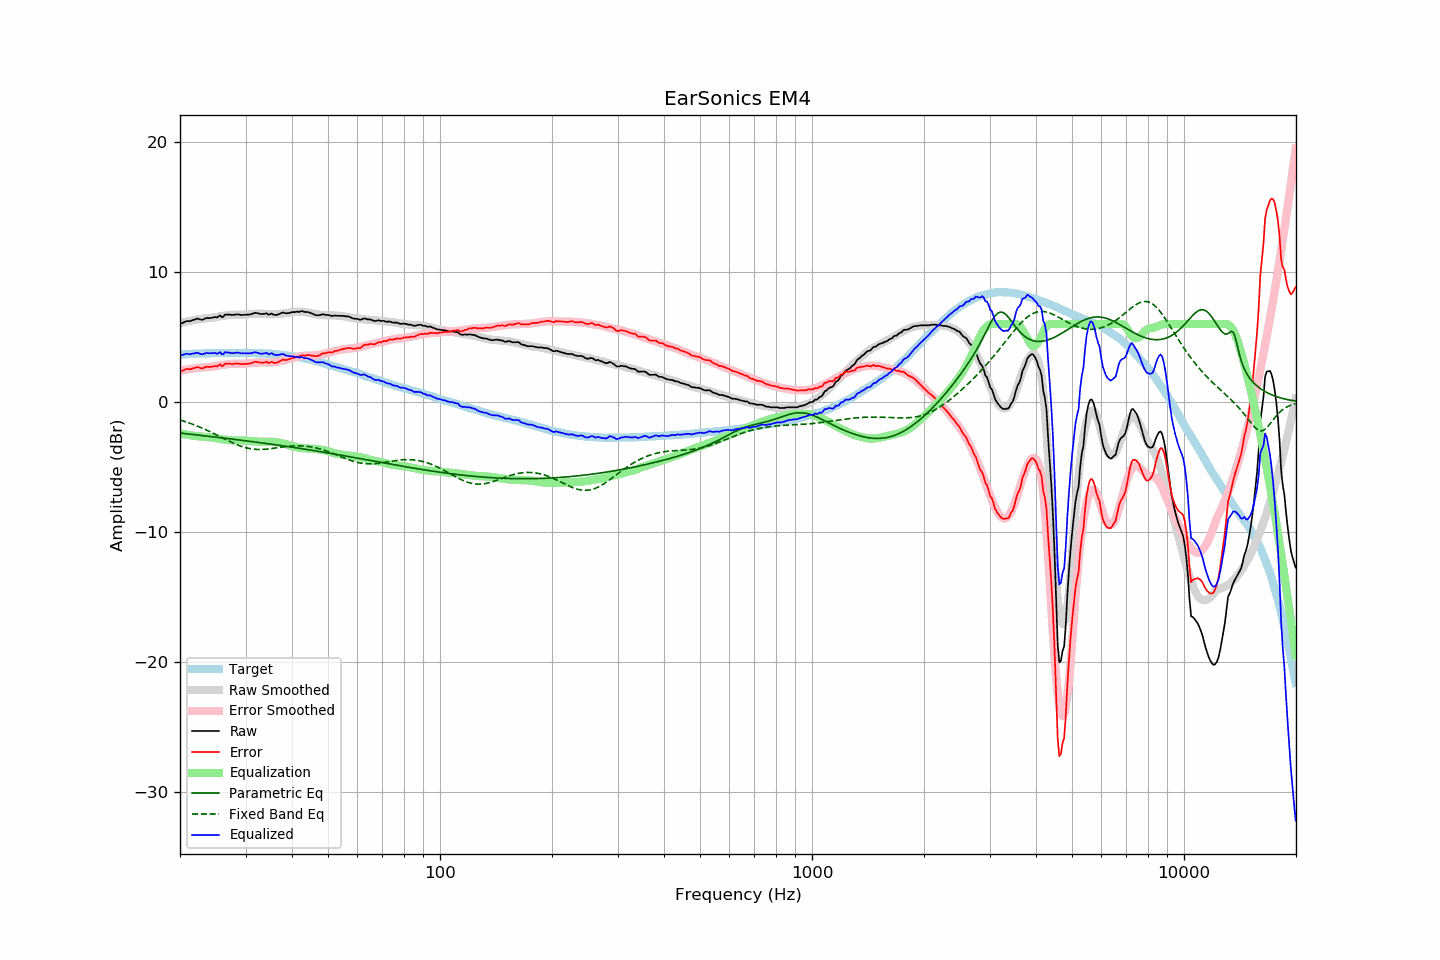 EarSonics EM4
Amplitude (dBr)
20
10
0
−10
−20
−30
Target
Raw Smoothed
Error Smoothed
Raw
Error
Equalization
Parametric Eq
Fixed Band Eq
Equalized
100
1000
10000
Frequency (Hz)